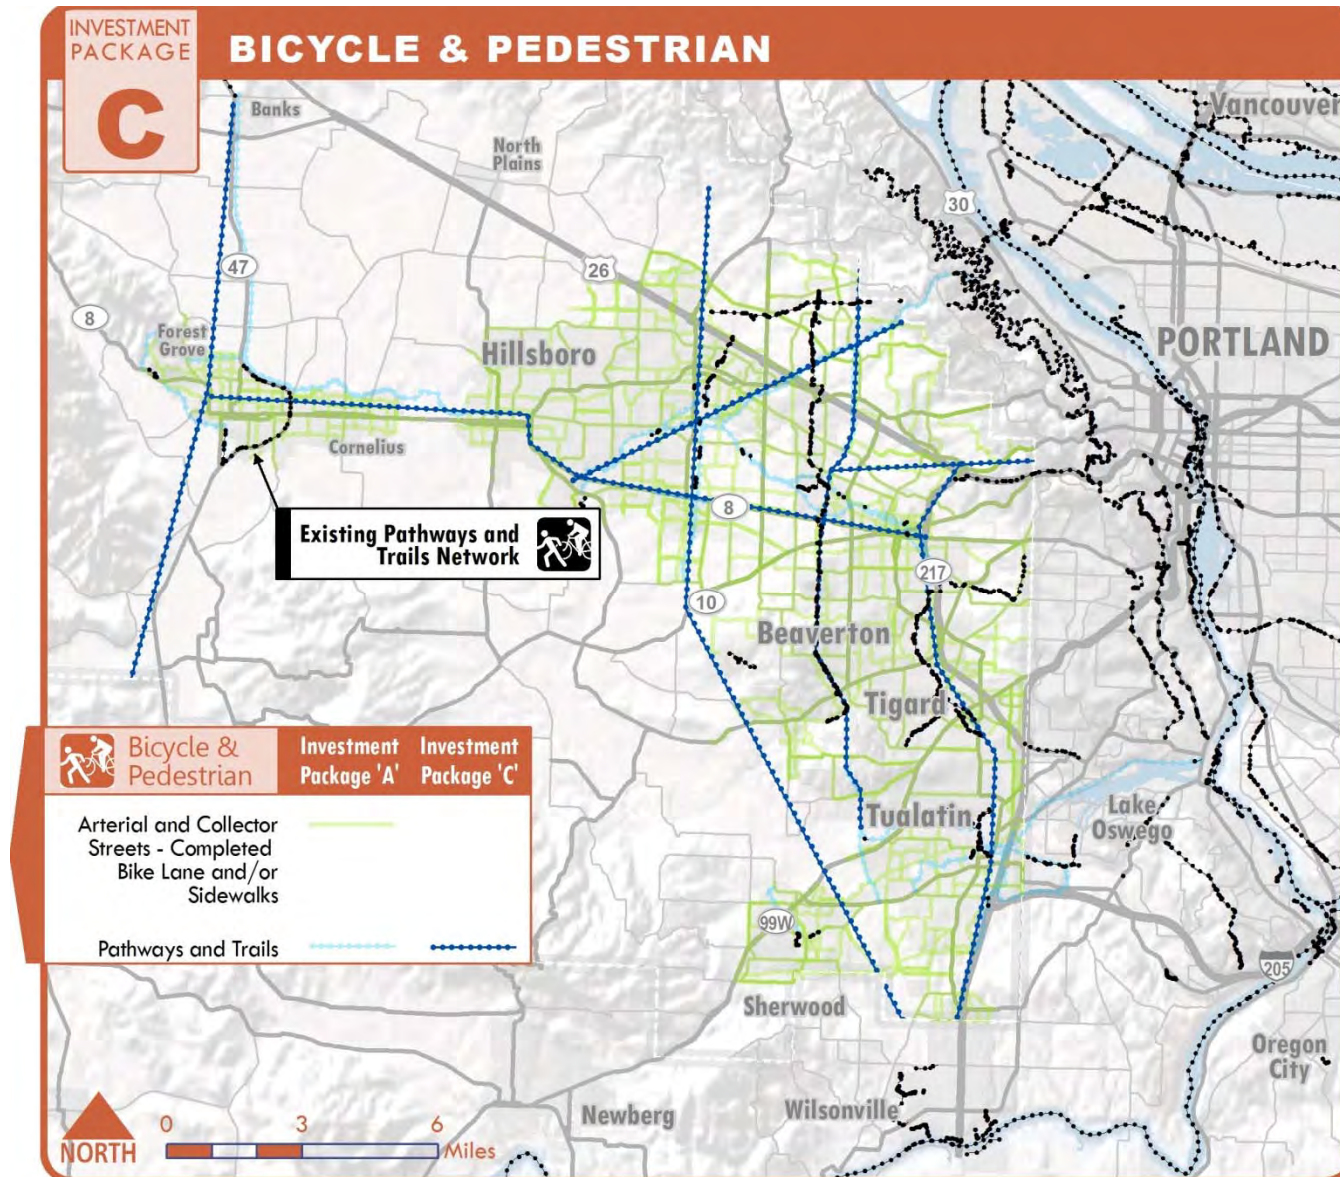 INVESTMENT
PACKAGE
C
BICYCLE & PEDESTRIAN
Banks
North
Plains
Vancouver
30
47
26
8
Forest
Grove
Hillsboro
PORTLAND
Cornelius
8
Existing Pathways and
Trails Network
217
10
Beaverton
Tigard
Bicycle &
Pedestrian
Investment
Package 'A'
Investment
Package 'C'
Arterial and Collector
Streets - Completed
Bike Lane and/or
Sidewalks
Pathways and Trails
Tualatin
Lake
Oswego
99W
205
Sherwood
Oregon
City
Newberg
Wilsonville
NORTH
0
3
6
Miles